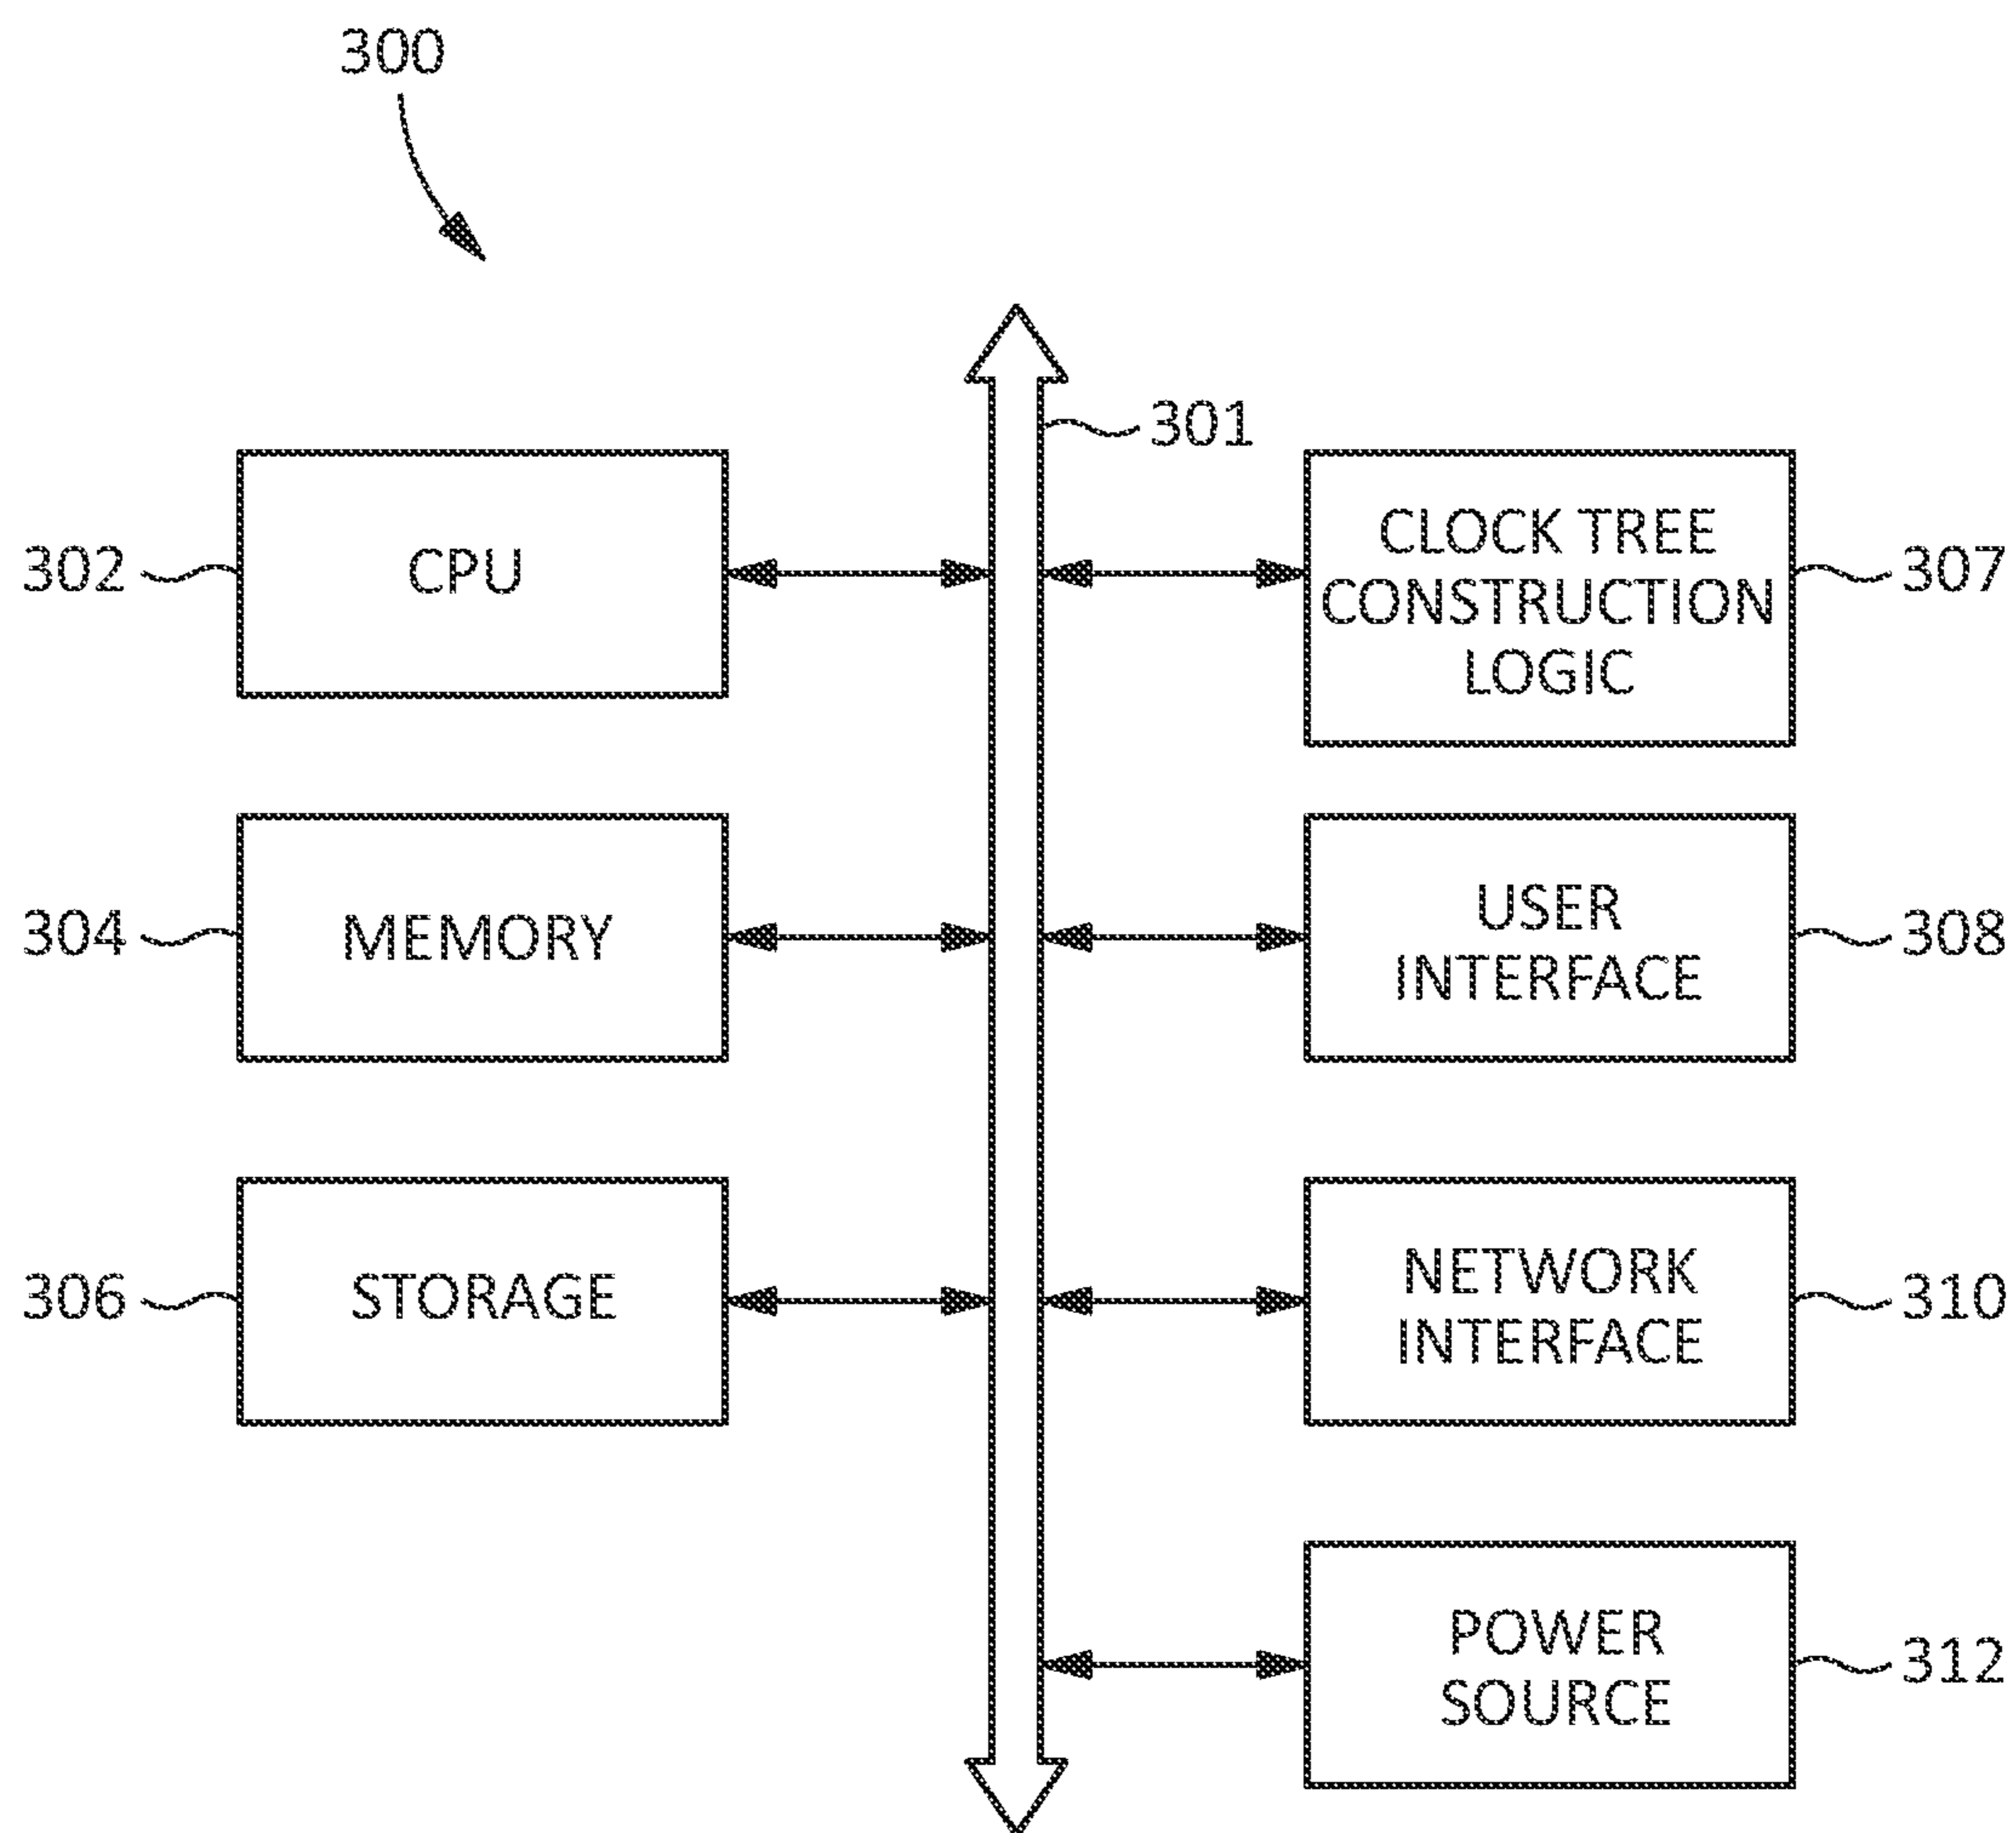 300
301
302
CPU
CLOCK TREE
CONSTRUCTION
LOGIC
307
304
MEMORY
USER
INTERFACE
308
306
STORAGE
NETWORK
INTERFACE
310
POWER
SOURCE
312